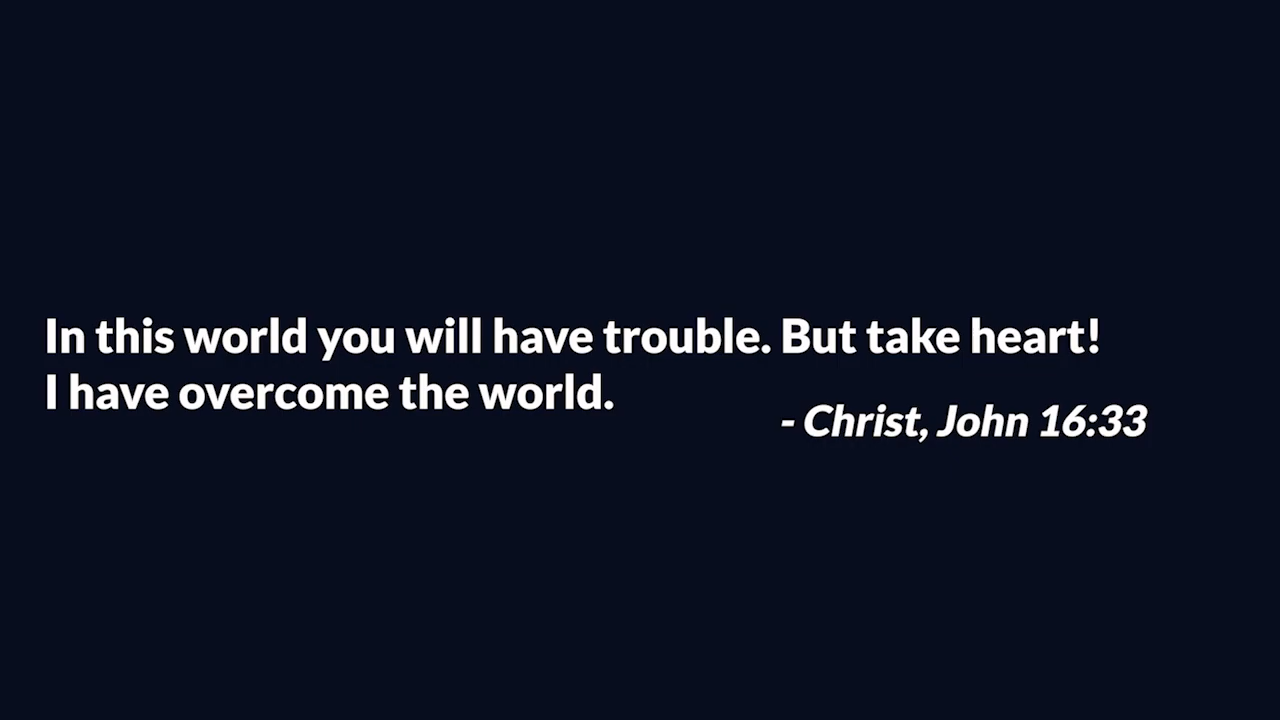 In this world you will have trouble. But take heart!
I have overcome the world.
- Christ, John 16:33